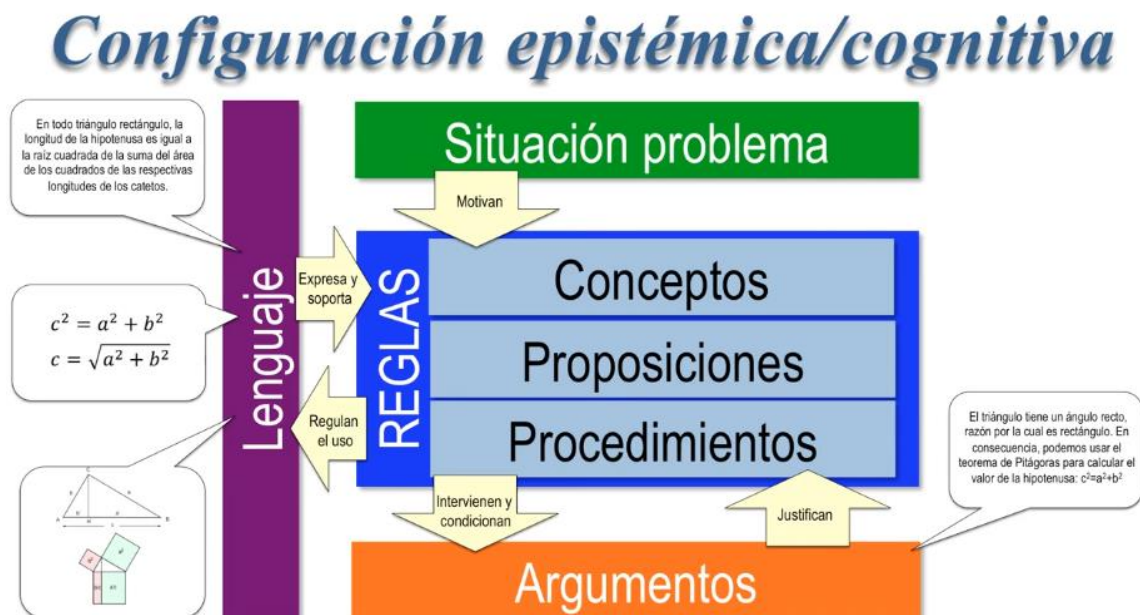 Configuración epistémica/cognitiva
En todo triángulo rectángulo, la
longitud de la hipotenusa es igual a
la raíz cuadrada de la suma del área
de los cuadrados de las respectivas
longitudes de los catetos.
c² = a² + b²
c = √(a² + b²)
Lenguaje
Situación problema
Motivan
Expresa y
soporta
REGLAS
Conceptos
Proposiciones
Procedimientos
Regulan
el uso
Intervienen y
condicionan
Justifican
El triángulo tiene un ángulo recto,
razón por la cual es rectángulo. En
consecuencia, podemos usar el
teorema de Pitágoras para calcular el
valor de la hipotenusa: c²=a²+b²
Argumentos